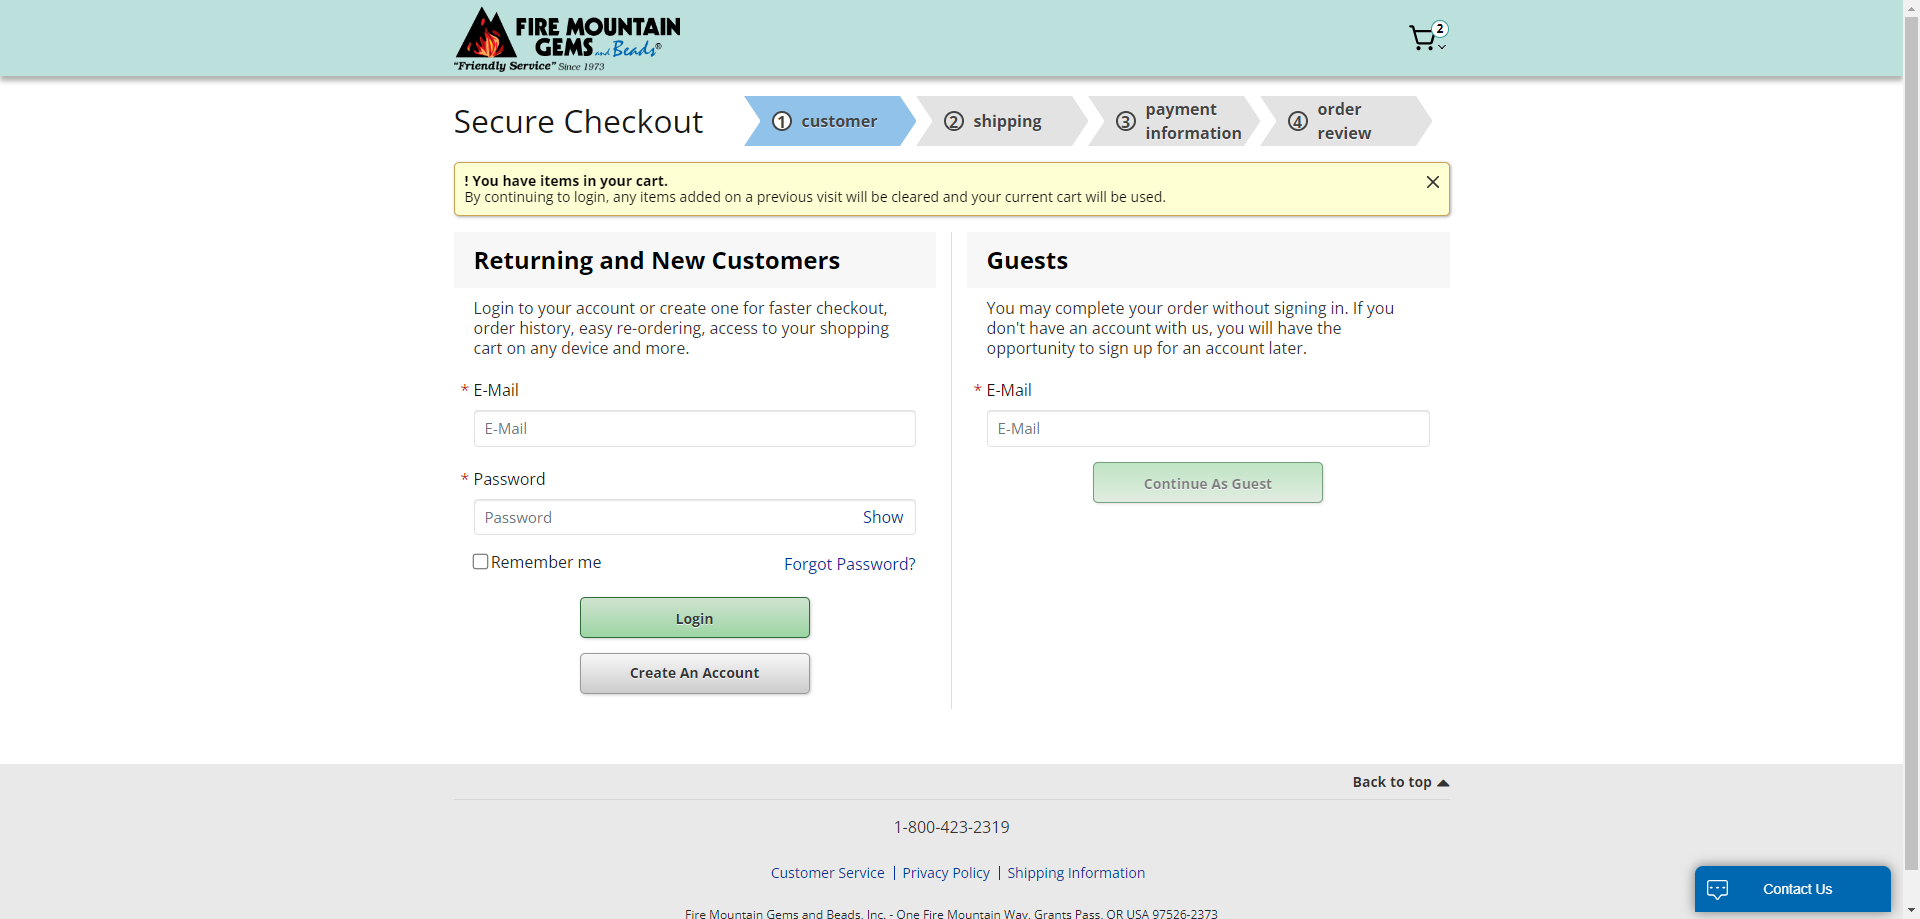 FIRE MOUNTAIN
GEMS and Beads®
"Friendly Service" Since 1973
2
Secure Checkout
1 customer
2 shipping
3 payment information
4 order review
! You have items in your cart.
By continuing to login, any items added on a previous visit will be cleared and your current cart will be used.
Returning and New Customers
Login to your account or create one for faster checkout,
order history, easy re-ordering, access to your shopping
cart on any device and more.
* E-Mail
E-Mail
* Password
Password Show
Remember me Forgot Password?
Login
Create An Account
Guests
You may complete your order without signing in. If you
don't have an account with us, you will have the
opportunity to sign up for an account later.
* E-Mail
E-Mail
Continue As Guest
Back to top
1-800-423-2319
Customer Service | Privacy Policy | Shipping Information
Fire Mountain Gems and Beads, Inc. - One Fire Mountain Way, Grants Pass, OR USA 97526-2373
Contact Us